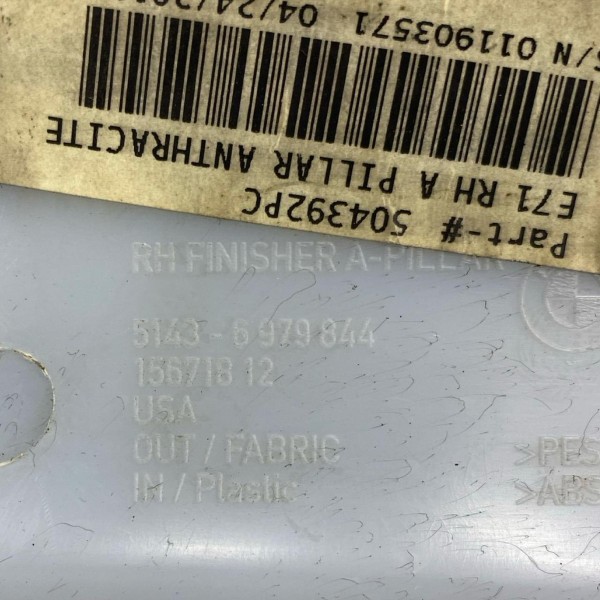 Part-# 504392PC
E71 RH A PILLAR ANTHRACITE
S/N 011903571 04/24/20
RH FINISHER A-PILLAR
5143 - 6 979 844
156718 12
USA
OUT / FABRIC
IN / Plastic
>PES
>ABS